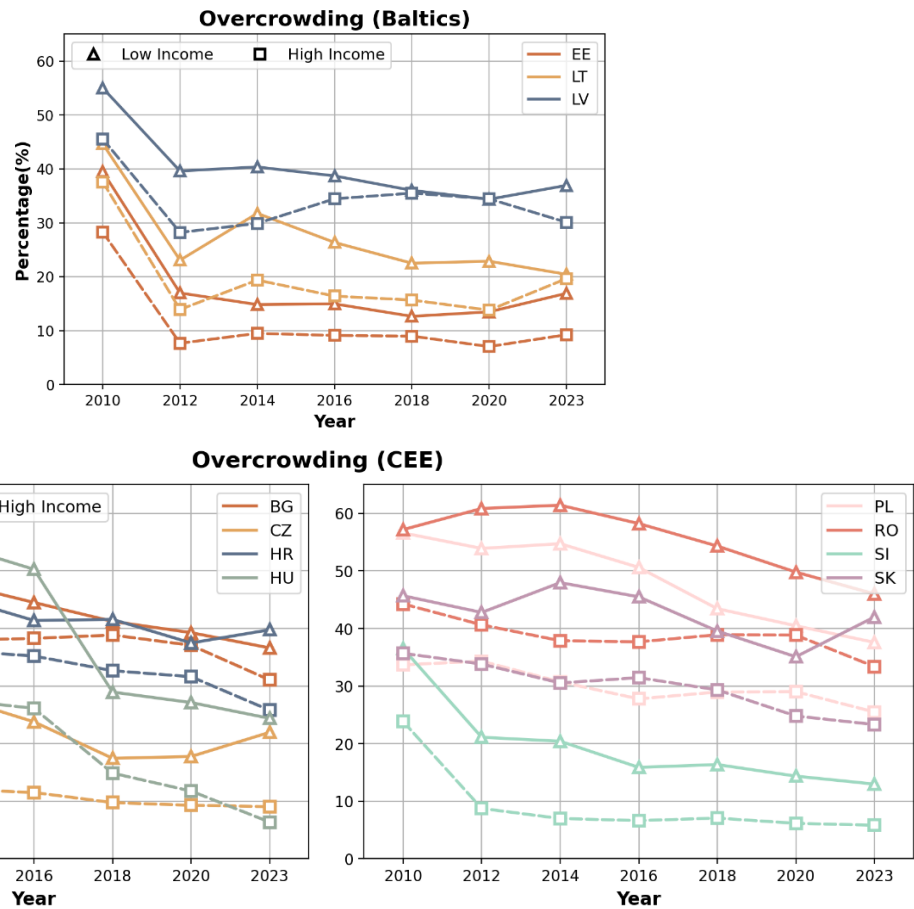 Overcrowding (Baltics)
Low Income
High Income
EE
LT
LV
Percentage(%)
60
50
40
30
20
10
0
2010 2012 2014 2016 2018 2020 2023
Year
Overcrowding (CEE)
High Income
BG
CZ
HR
HU
2016 2018 2020 2023
Year
PL
RO
SI
SK
60
50
40
30
20
10
0
2010 2012 2014 2016 2018 2020 2023
Year